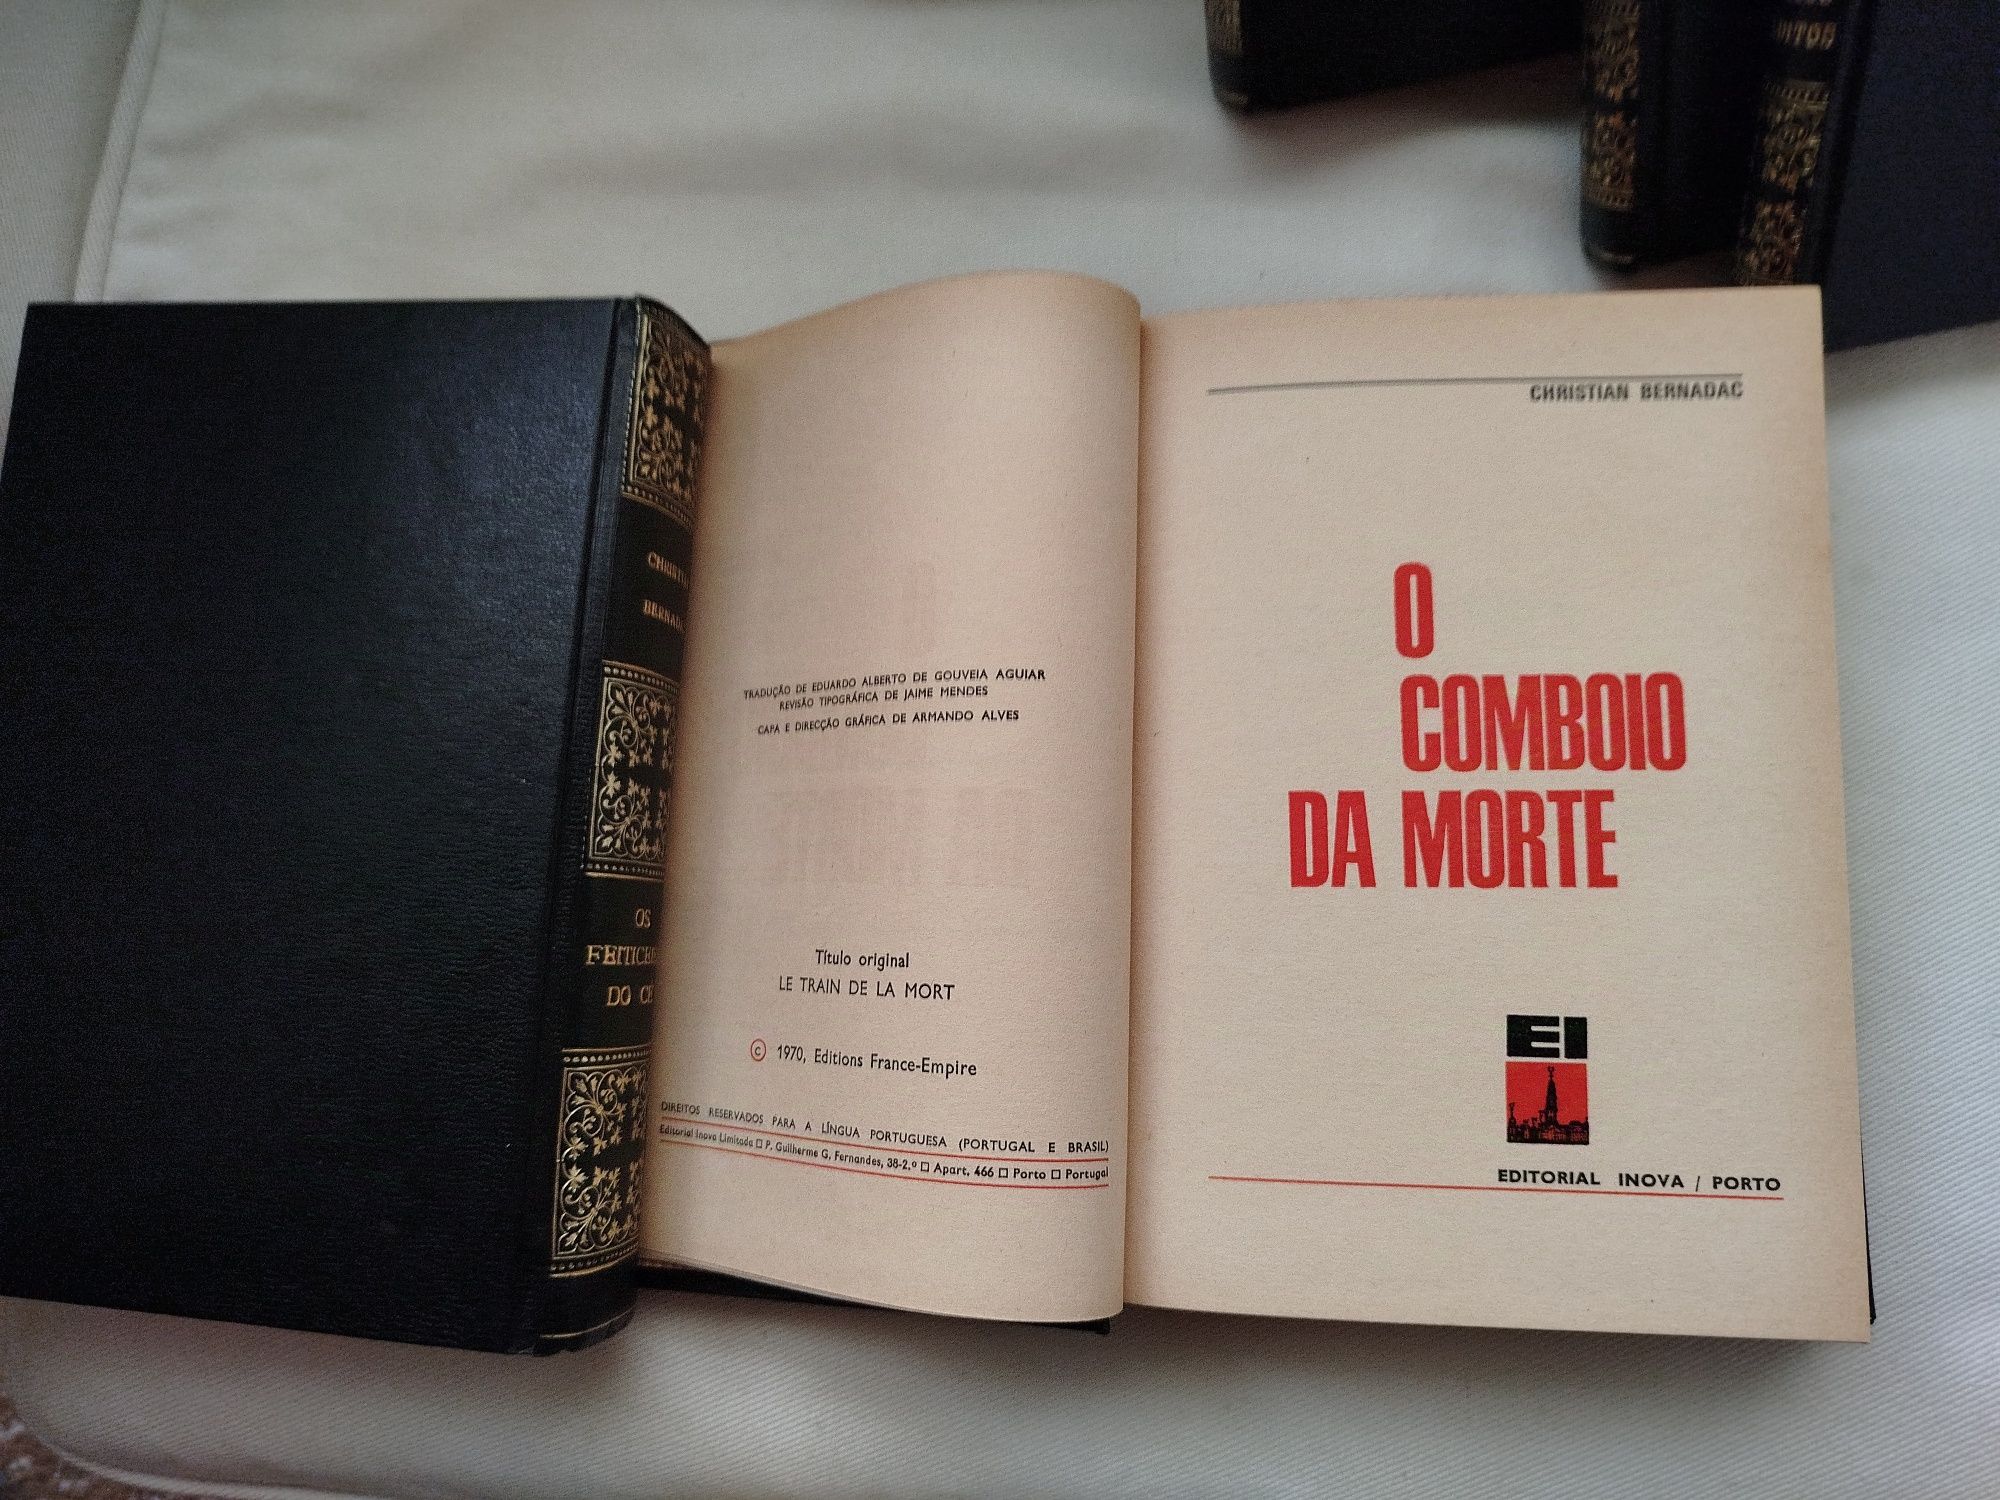 OS
DO
TRADUÇÃO DE EDUARDO ALBERTO DE GOUVEIA AGUIAR
REVISÃO TIPOGRÁFICA DE JAIME MENDES
CAPA E DIRECÇÃO GRÁFICA DE ARMANDO ALVES
Título original
LE TRAIN DE LA MORT
© 1970, Editions France-Empire
DIREITOS RESERVADOS PARA A LÍNGUA PORTUGUESA (PORTUGAL E BRASIL)
Editorial Inova Limitada □ P. Guilherme G. Fernandes, 38-2.º □ Apart. 466 □ Porto □ Portugal
CHRISTIAN BERNADAC
O
COMBOIO
DA MORTE
EI
EDITORIAL INOVA / PORTO